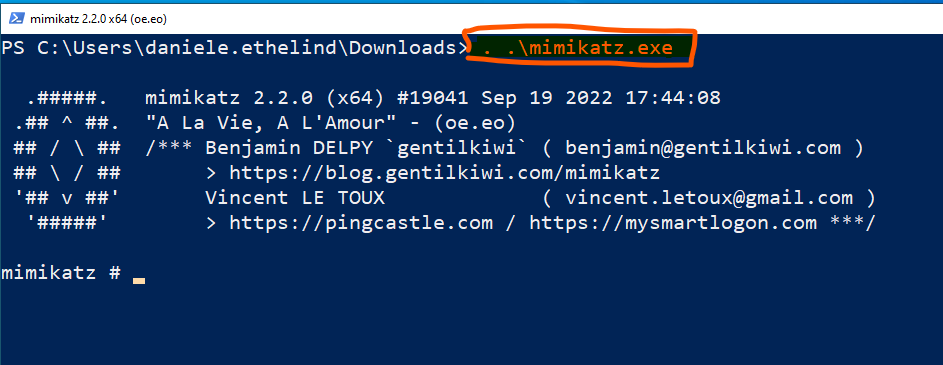 mimikatz 2.2.0 x64 (oe.eo)
PS C:\Users\daniele.ethelind\Downloads> . .\mimikatz.exe
  .#####.   mimikatz 2.2.0 (x64) #19041 Sep 19 2022 17:44:08
 .## ^ ##.  "A La Vie, A L'Amour" - (oe.eo)
 ## / \ ##  /*** Benjamin DELPY `gentilkiwi` ( benjamin@gentilkiwi.com )
 ## \ / ##       > https://blog.gentilkiwi.com/mimikatz
 '## v ##'       Vincent LE TOUX             ( vincent.letoux@gmail.com )
  '#####'        > https://pingcastle.com / https://mysmartlogon.com ***/
mimikatz # _